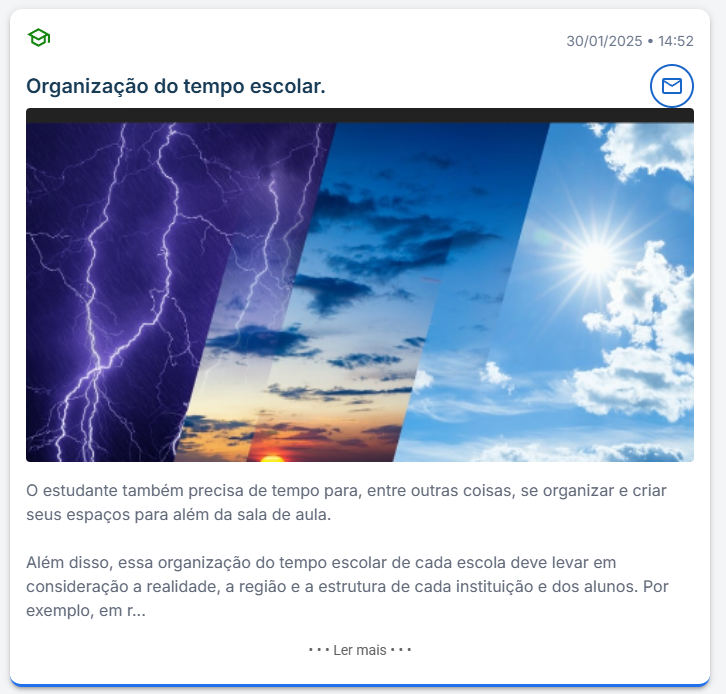 30/01/2025 • 14:52
Organização do tempo escolar.
O estudante também precisa de tempo para, entre outras coisas, se organizar e criar
seus espaços para além da sala de aula.
Além disso, essa organização do tempo escolar de cada escola deve levar em
consideração a realidade, a região e a estrutura de cada instituição e dos alunos. Por
exemplo, em r...
• • • Ler mais • • •